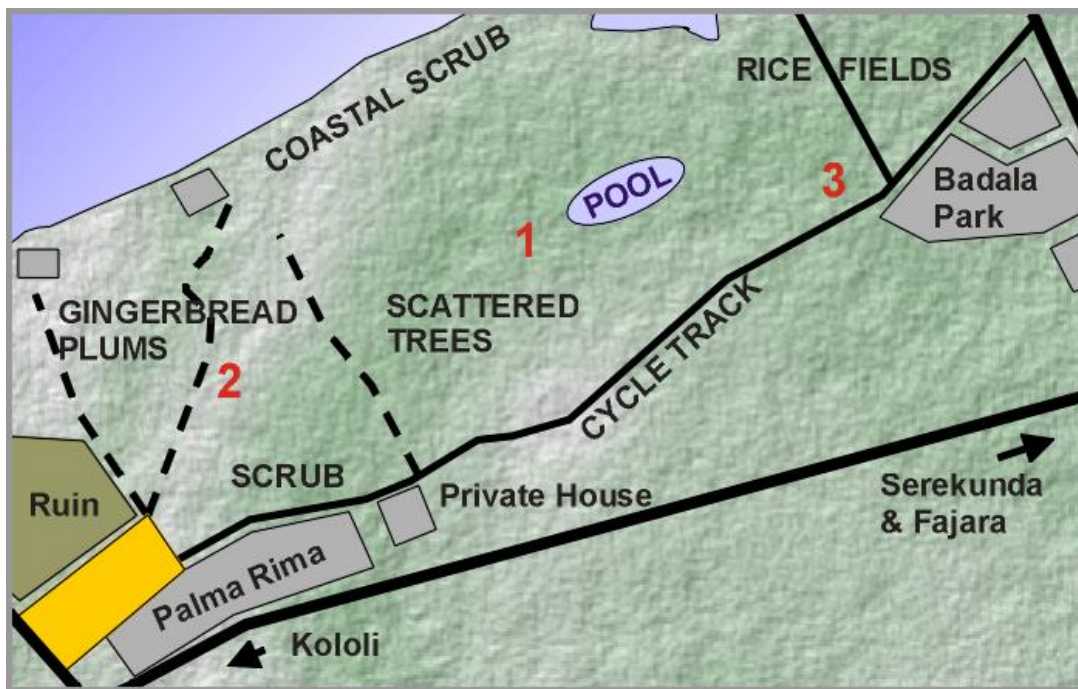 COASTAL SCRUB
RICE FIELDS
POOL
3
Badala
Park
1
GINGERBREAD
PLUMS
SCATTERED
TREES
2
CYCLE TRACK
SCRUB
Ruin
Private House
Serekunda
& Fajara
Palma Rima
Kololi